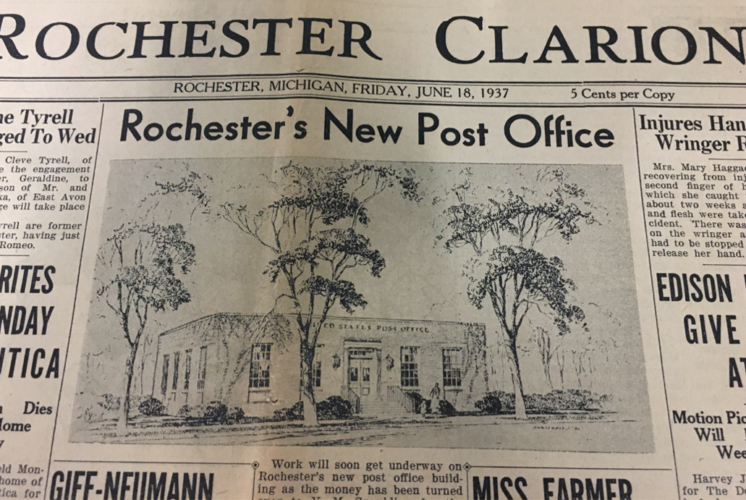 ROCHESTER CLARION
ROCHESTER, MICHIGAN, FRIDAY, JUNE 18, 1937 5 Cents per Copy
ne Tyrell
ged To Wed
Cleve Tyrell, of
e the engagement
er, Geraldine, to
son of Mr. and
ka, of East Avon
ge will take place
yrell are former
ster, having just
Romeo.
RITES
NDAY
UTICA
n Dies
Home
y
eld Mon-
home of
tica for
Rochester's New Post Office
ED STATES POST OFFICE
GIFF-NEUMANN
Work will soon get underway on
Rochester's new post office build-
ing as the money has been turned
MISS FARMER
Injures Han
Wringer R
Mrs. Mary Hagga
recovering from inj
second finger of h
which she caught
about two weeks a
and flesh were tak
cident. There was
on the wringer a
had to be stopped
release her hand.
EDISON
GIVE
AT
Motion Pic
Will
Wee
Harvey J
for The D